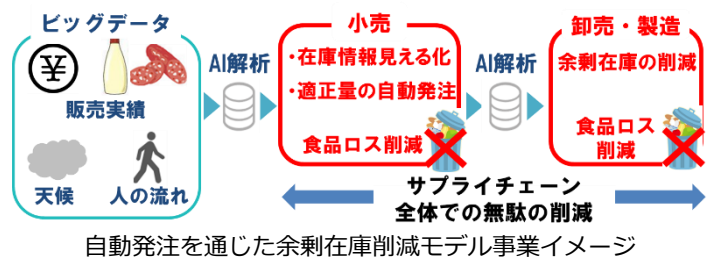 ビッグデータ
販売実績
天候
人の流れ
AI解析
小売
・在庫情報見える化
・適正量の自動発注
食品ロス削減
AI解析
卸売・製造
余剰在庫の削減
食品ロス
削減
サプライチェーン
全体での無駄の削減
自動発注を通じた余剰在庫削減モデル事業イメージ